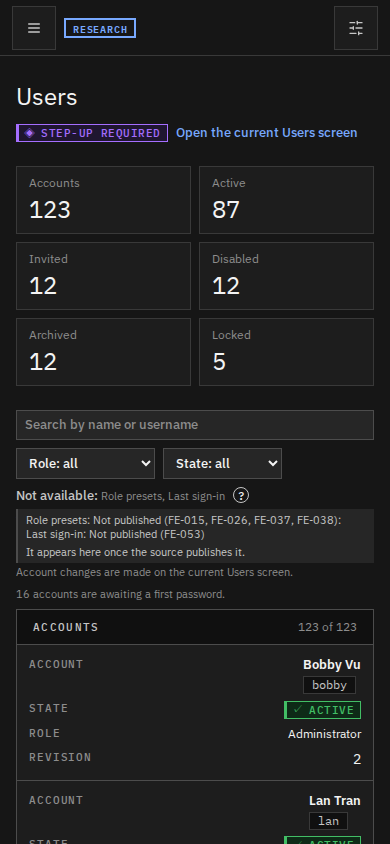 RESEARCH
Users
STEP-UP REQUIRED Open the current Users screen
Accounts Active
123 87
Invited Disabled
12 12
Archived Locked
12 5
Search by name or username
Role: all State: all
Not available: Role presets, Last sign-in ?
Role presets: Not published (FE-015, FE-026, FE-037, FE-038):
Last sign-in: Not published (FE-053)
It appears here once the source publishes it.
Account changes are made on the current Users screen.
16 accounts are awaiting a first password.
ACCOUNTS 123 of 123
ACCOUNT Bobby Vu
bobby
STATE ✓ ACTIVE
ROLE Administrator
REVISION 2
ACCOUNT Lan Tran
lan
STATE ✓ ACTIVE